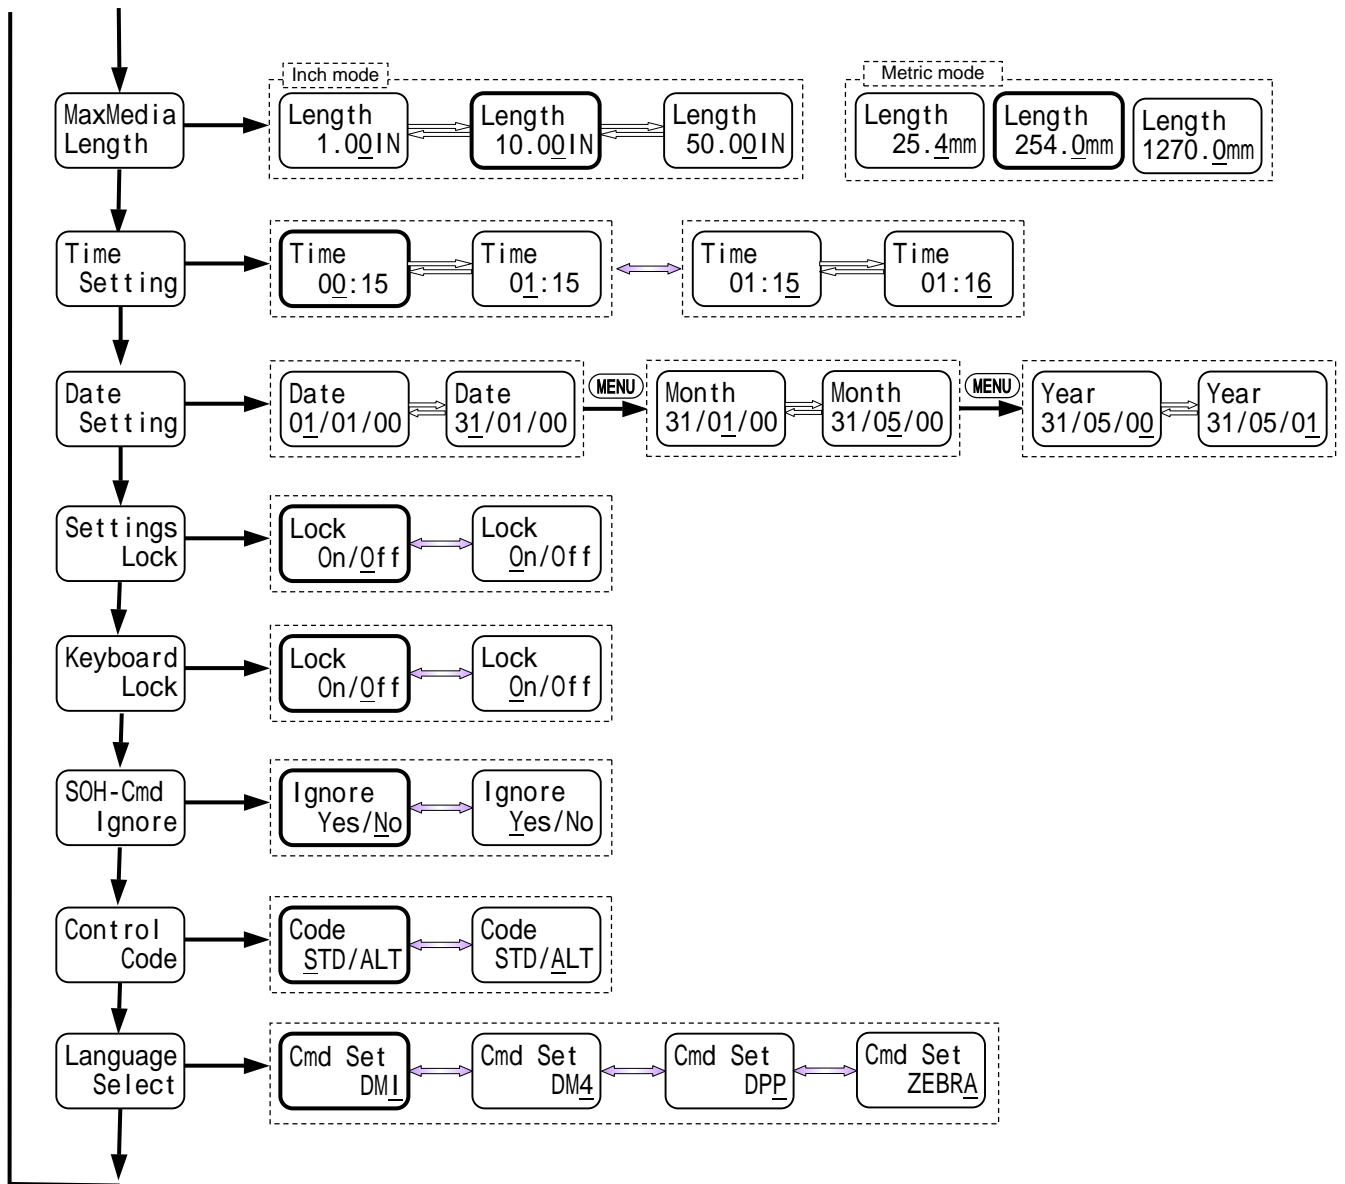 Inch mode
Metric mode
MaxMedia
Length
Length
1.00IN
Length
10.00IN
Length
50.00IN
Length
25.4mm
Length
254.0mm
Length
1270.0mm
Time
Setting
Time
00:15
Time
01:15
Time
01:15
Time
01:16
Date
Setting
Date
01/01/00
Date
31/01/00
MENU
Month
31/01/00
Month
31/05/00
MENU
Year
31/05/00
Year
31/05/01
Settings
Lock
Lock
On/Off
Lock
On/Off
Keyboard
Lock
Lock
On/Off
Lock
On/Off
SOH-Cmd
Ignore
Ignore
Yes/No
Ignore
Yes/No
Control
Code
Code
STD/ALT
Code
STD/ALT
Language
Select
Cmd Set
DMI
Cmd Set
DM4
Cmd Set
DPP
Cmd Set
ZEBRA